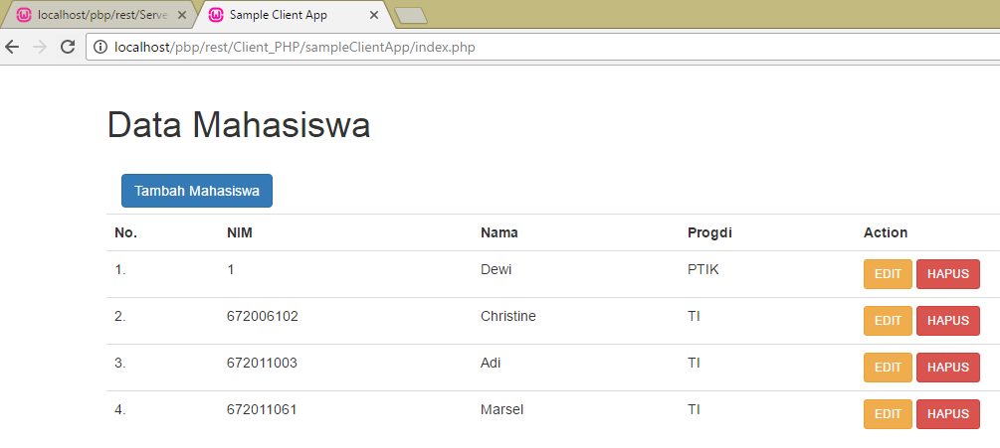 localhost/pbp/rest/Serve
Sample Client App
localhost/pbp/rest/Client_PHP/sampleClientApp/index.php
Data Mahasiswa
Tambah Mahasiswa
No. NIM Nama Progdi Action
1. 1 Dewi PTIK EDIT HAPUS
2. 672006102 Christine TI EDIT HAPUS
3. 672011003 Adi TI EDIT HAPUS
4. 672011061 Marsel TI EDIT HAPUS